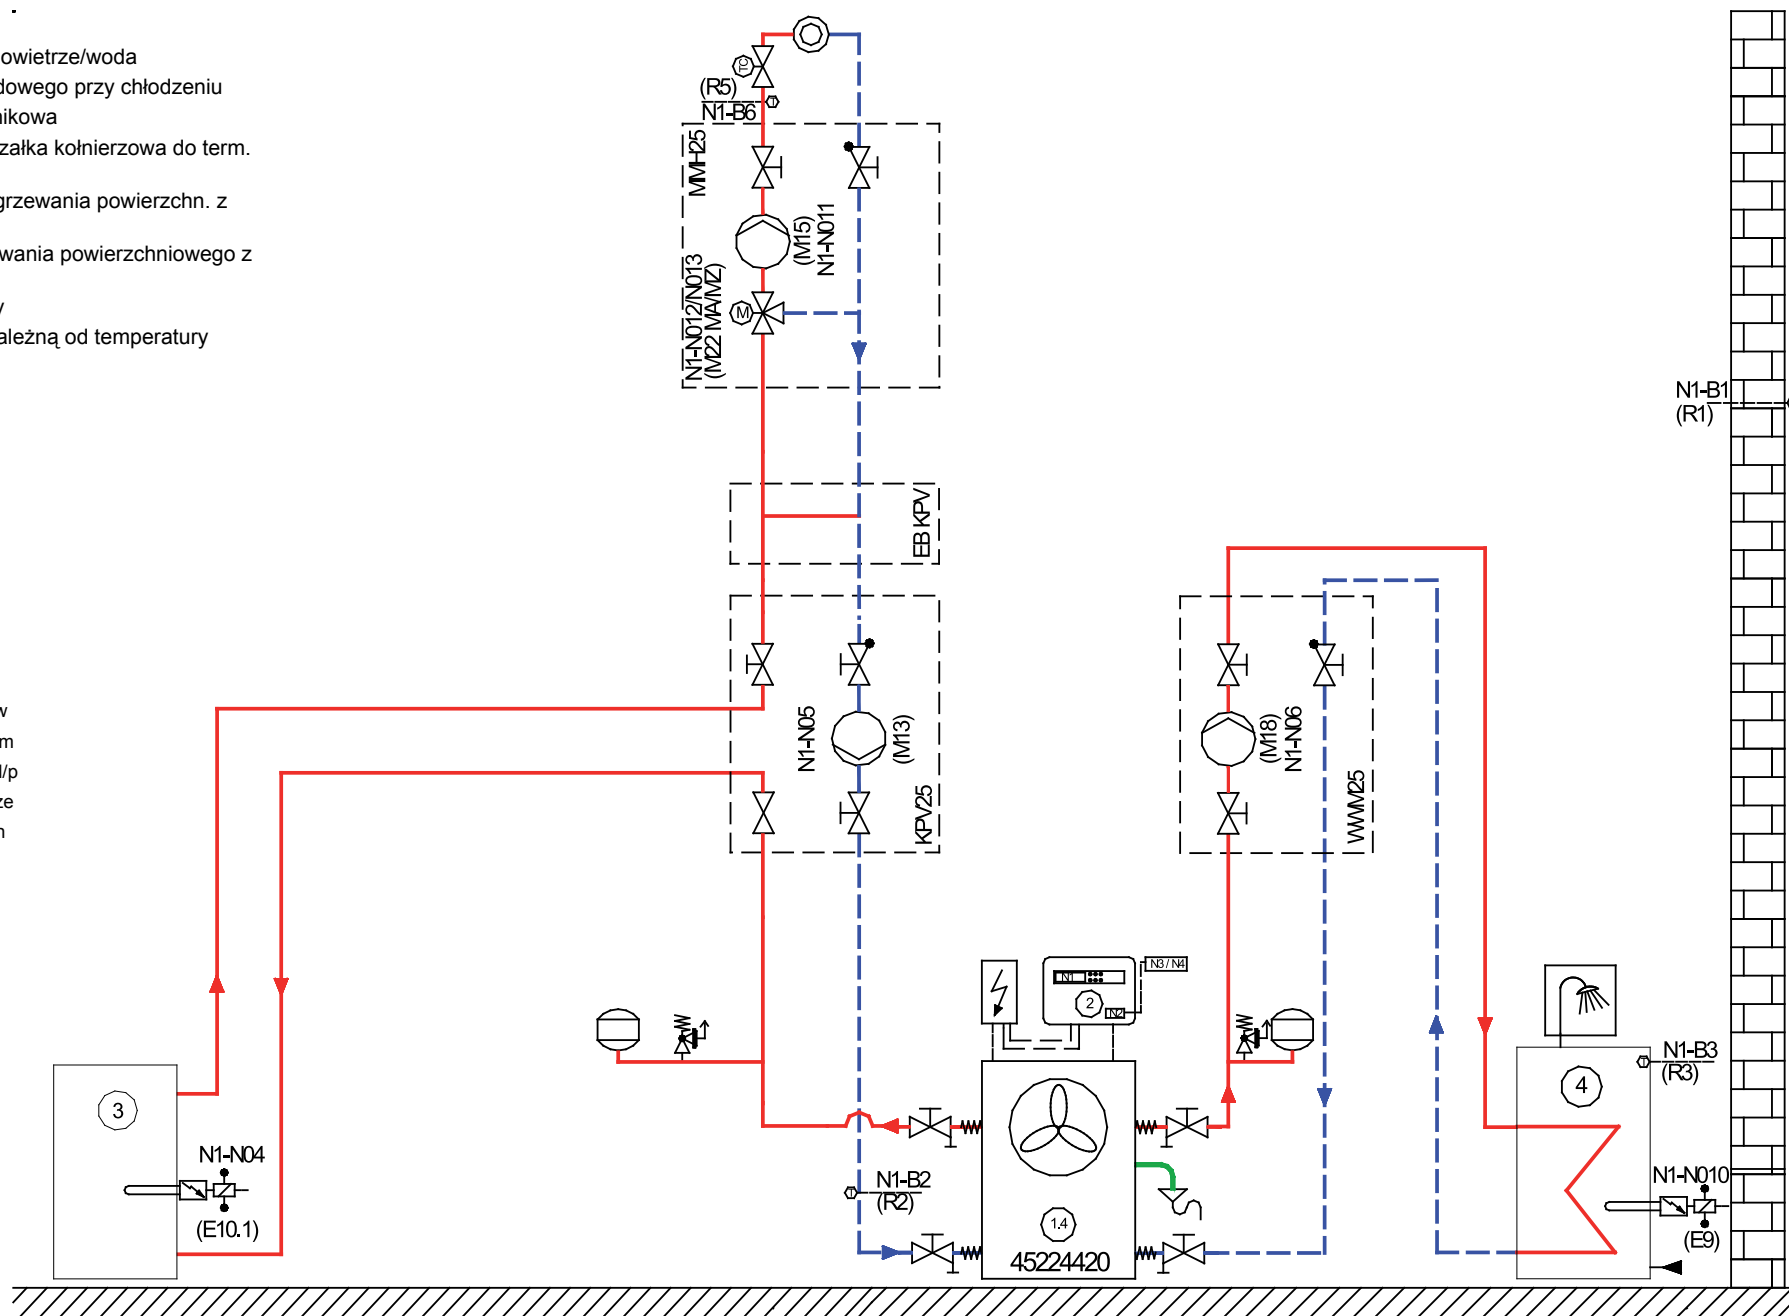 owietrze/woda
dowego przy chłodzeniu
nikowa
załka kołnierzowa do term.
grzewania powierzchn. z
wania powierzchniowego z
y
ależną od temperatury
w
m
l/p
ze
n
TC
(R5)
N1-B6
T
MMH25
(M15)
N1-N011
N1-N012/N013
(M22 MA/MZ)
M
N1-B1
(R1)
EB KPV
N1-N05
(M13)
KPV25
(M18)
N1-N06
WWM25
N1
N3 / N4
2
N2
3
N1-N04
(E10.1)
T
N1-B2
(R2)
1.4
45224420
4
T
N1-B3
(R3)
N1-N010
(E9)